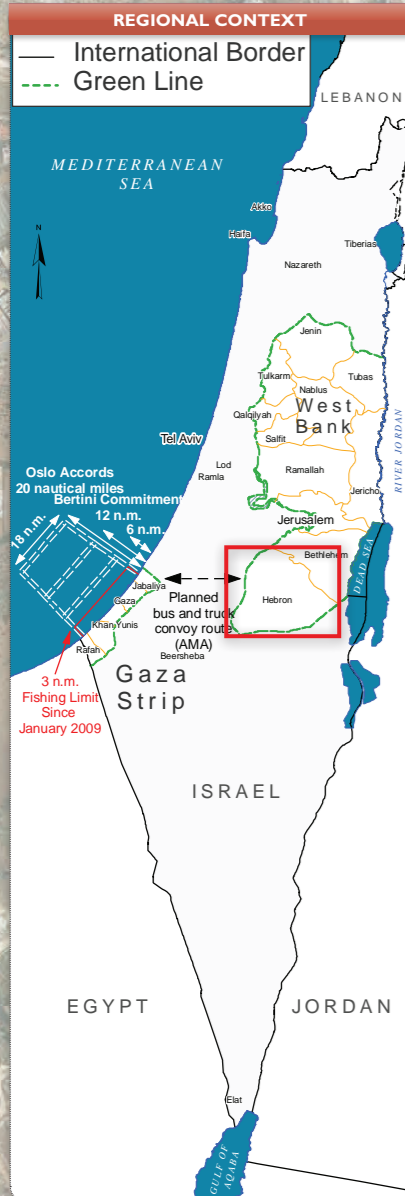 REGIONAL CONTEXT
International Border
Green Line
LEBANON
MEDITERRANEAN
SEA
Akko
Haifa
Tiberias
Nazareth
N
Jenin
Tulkarm
Tubas
Nablus
West
Bank
Qalqilyah
Salfit
Tel Aviv
Lod
Ramla
Ramallah
Jericho
RIVER JORDAN
Oslo Accords
20 nautical miles
Bertini Commitment
12 n.m.
6 n.m.
18 n.m.
Jerusalem
Bethlehem
DEAD SEA
Jabaliya
Gaza
Khan Yunis
Rafah
Planned
bus and truck
convoy route
(AMA)
Hebron
Beersheba
3 n.m.
Fishing Limit
Since
January 2009
Gaza
Strip
ISRAEL
EGYPT
JORDAN
Elat
GULF OF
AQABA